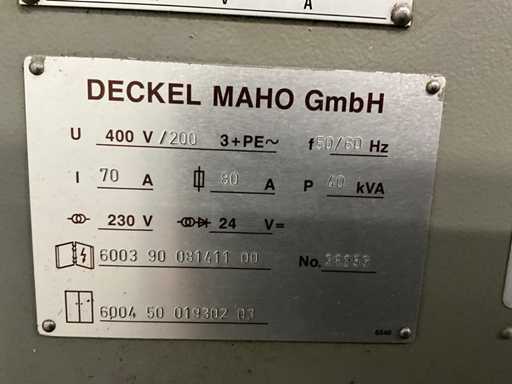 V A
DECKEL MAHO GmbH
U 400 V /200 3+PE~ f 50/60 Hz
I 70 A 80 A P 40 kVA
230 V 24 V=
6003 90 081411 00 No.
6004 50 019302 03